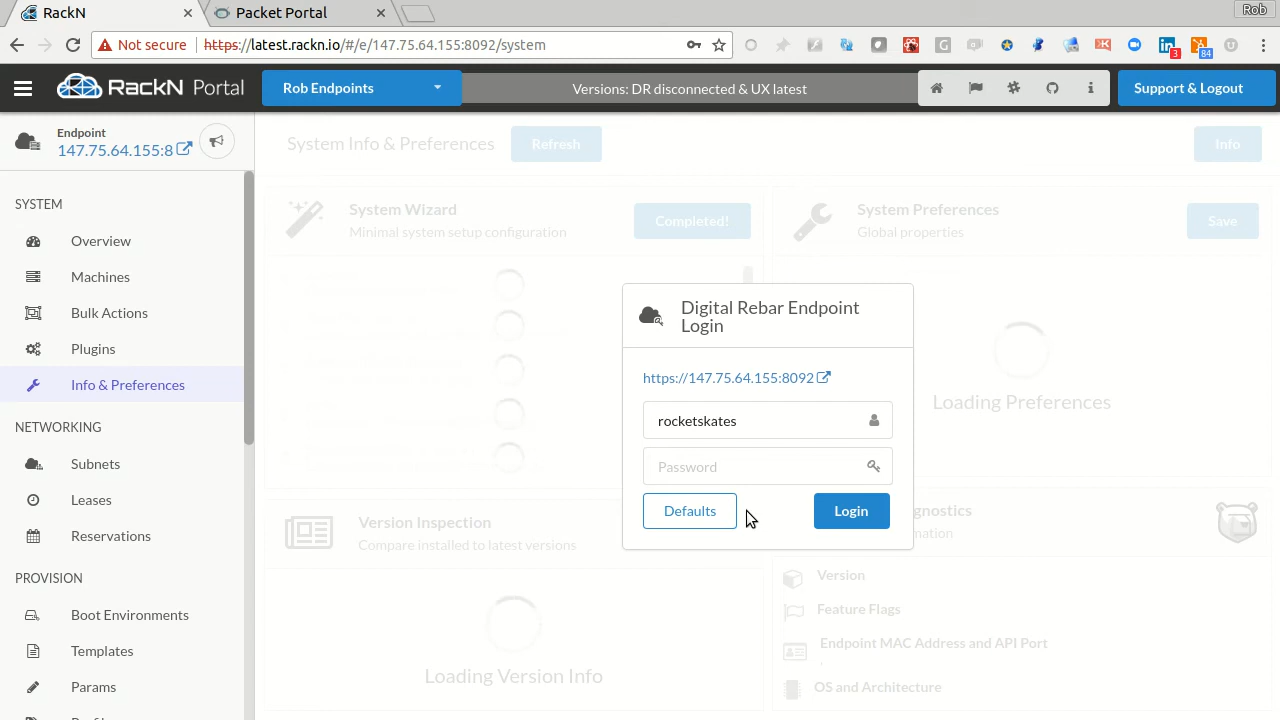 RackN
Packet Portal
Rob
Not secure
https://latest.rackn.io/#/e/147.75.64.155:8092/system
3
84
RackN Portal
Rob Endpoints
Versions: DR disconnected & UX latest
Support & Logout
Endpoint
147.75.64.155:8
System Info & Preferences
Refresh
Info
SYSTEM
Overview
Machines
Bulk Actions
Plugins
Info & Preferences
NETWORKING
Subnets
Leases
Reservations
PROVISION
Boot Environments
Templates
Params
System Wizard
Minimal system setup configuration
Completed!
System Preferences
Global properties
Save
Loading Preferences
Digital Rebar Endpoint
Login
https://147.75.64.155:8092
rocketskates
Password
Defaults
Login
Version Inspection
Compare installed to latest versions
Loading Version Info
Version
Feature Flags
Endpoint MAC Address and API Port
,
OS and Architecture